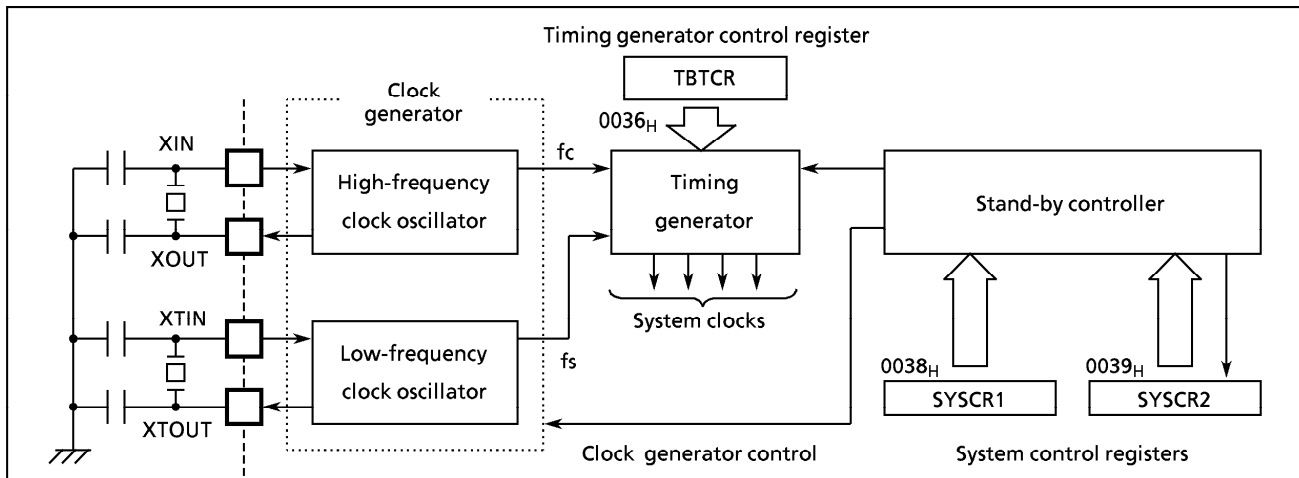 Timing generator control register
TBTCR
0036H
Clock
generator
XIN
XOUT
High-frequency
clock oscillator
fc
Timing
generator
Stand-by controller
System clocks
XTIN
XTOUT
Low-frequency
clock oscillator
fs
0038H
SYSCR1
0039H
SYSCR2
Clock generator control
System control registers